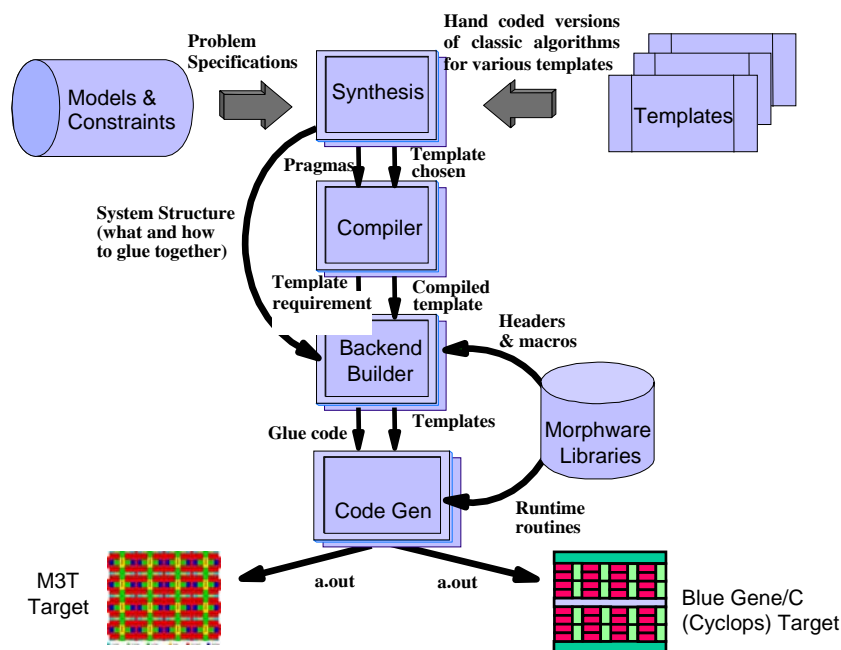 Problem
Specifications
Hand coded versions
of classic algorithms
for various templates
Models &
Constraints
Synthesis
Templates
Pragmas
Template
chosen
System Structure
(what and how
to glue together)
Compiler
Template
requirement
Compiled
template
Headers
& macros
Backend
Builder
Glue code
Templates
Morphware
Libraries
Code Gen
Runtime
routines
M3T
Target
a.out
a.out
Blue Gene/C
(Cyclops) Target